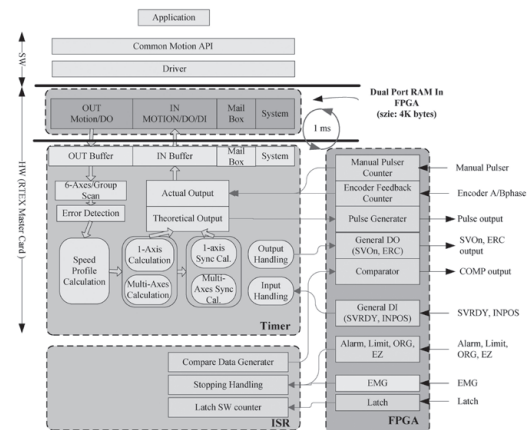 Application
Common Motion API
Driver
SW
HW (RTEX Master Card)
Dual Port RAM In
FPGA
(szie: 4K bytes)
OUT
Motion/DO
IN
MOTION/DO/DI
Mail
Box
System
1 ms
OUT Buffer
IN Buffer
Mail
Box
System
6-Axes/Group
Scan
Error Detection
Actual Output
Theoretical Output
Speed
Profile
Calculation
1-Axis
Calculation
Multi-Axes
Calculation
1-axis
Sync Cal.
Multi-
Axes Sync
Cal.
Output
Handling
Input
Handling
Timer
Manual Pulser
Counter
Encoder Feedback
Counter
Pulse Generator
General DO
(SVOn, ERC)
Comparator
General DI
(SVRDY, INPOS)
Alarm, Limit, ORG,
EZ
EMG
Latch
FPGA
Manual Pulser
Encoder A/Bphase
Pulse output
SVOn, ERC
output
COMP output
SVRDY, INPOS
Alarm, Limit,
ORG, EZ
EMG
Latch
Compare Data Generator
Stopping Handling
Latch SW counter
ISR